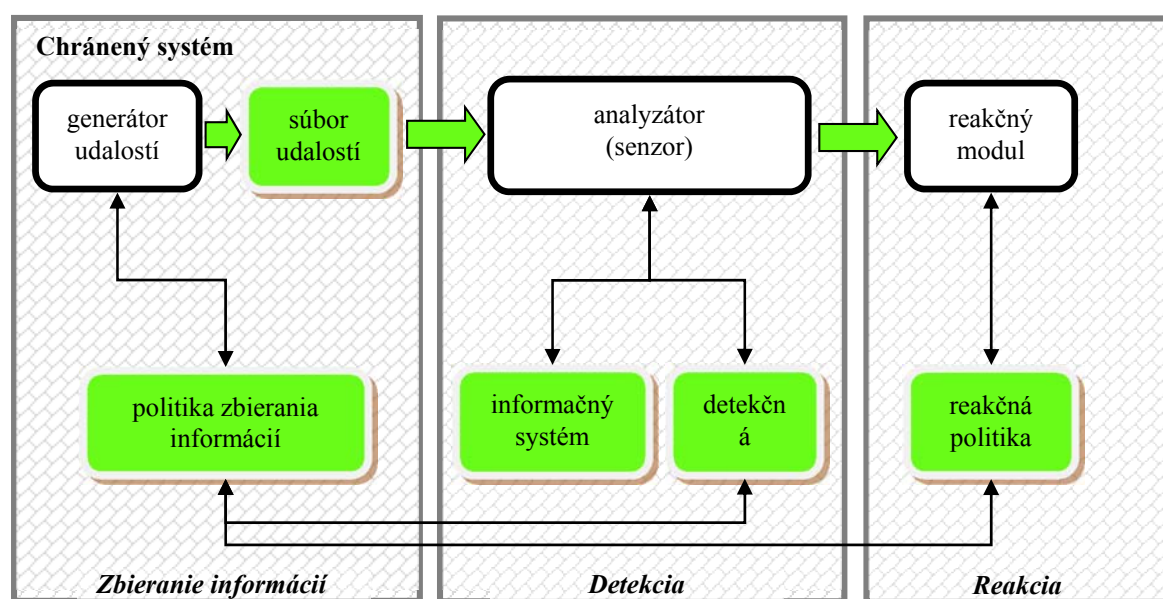 Chránený systém
generátor
udalostí
súbor
udalostí
analyzátor
(senzor)
reakčný
modul
politika zbierania
informácií
informačný
systém
detekčn
á
reakčná
politika
Zbieranie informácií
Detekcia
Reakcia